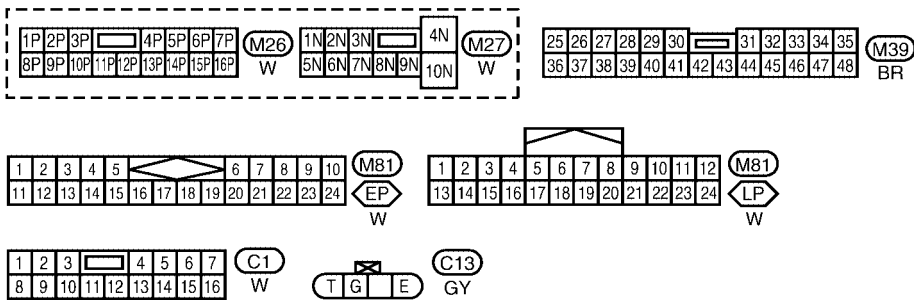 1P 2P 3P 4P 5P 6P 7P
8P 9P 10P 11P 12P 13P 14P 15P 16P
M26
W
1N 2N 3N 4N
5N 6N 7N 8N 9N 10N
M27
W
25 26 27 28 29 30 31 32 33 34 35
36 37 38 39 40 41 42 43 44 45 46 47 48
M39
BR
1 2 3 4 5 6 7 8 9 10
11 12 13 14 15 16 17 18 19 20 21 22 23 24
M81
EP
W
1 2 3 4 5 6 7 8 9 10 11 12
13 14 15 16 17 18 19 20 21 22 23 24
M81
LP
W
1 2 3 4 5 6 7
8 9 10 11 12 13 14 15 16
C1
W
T G E
C13
GY